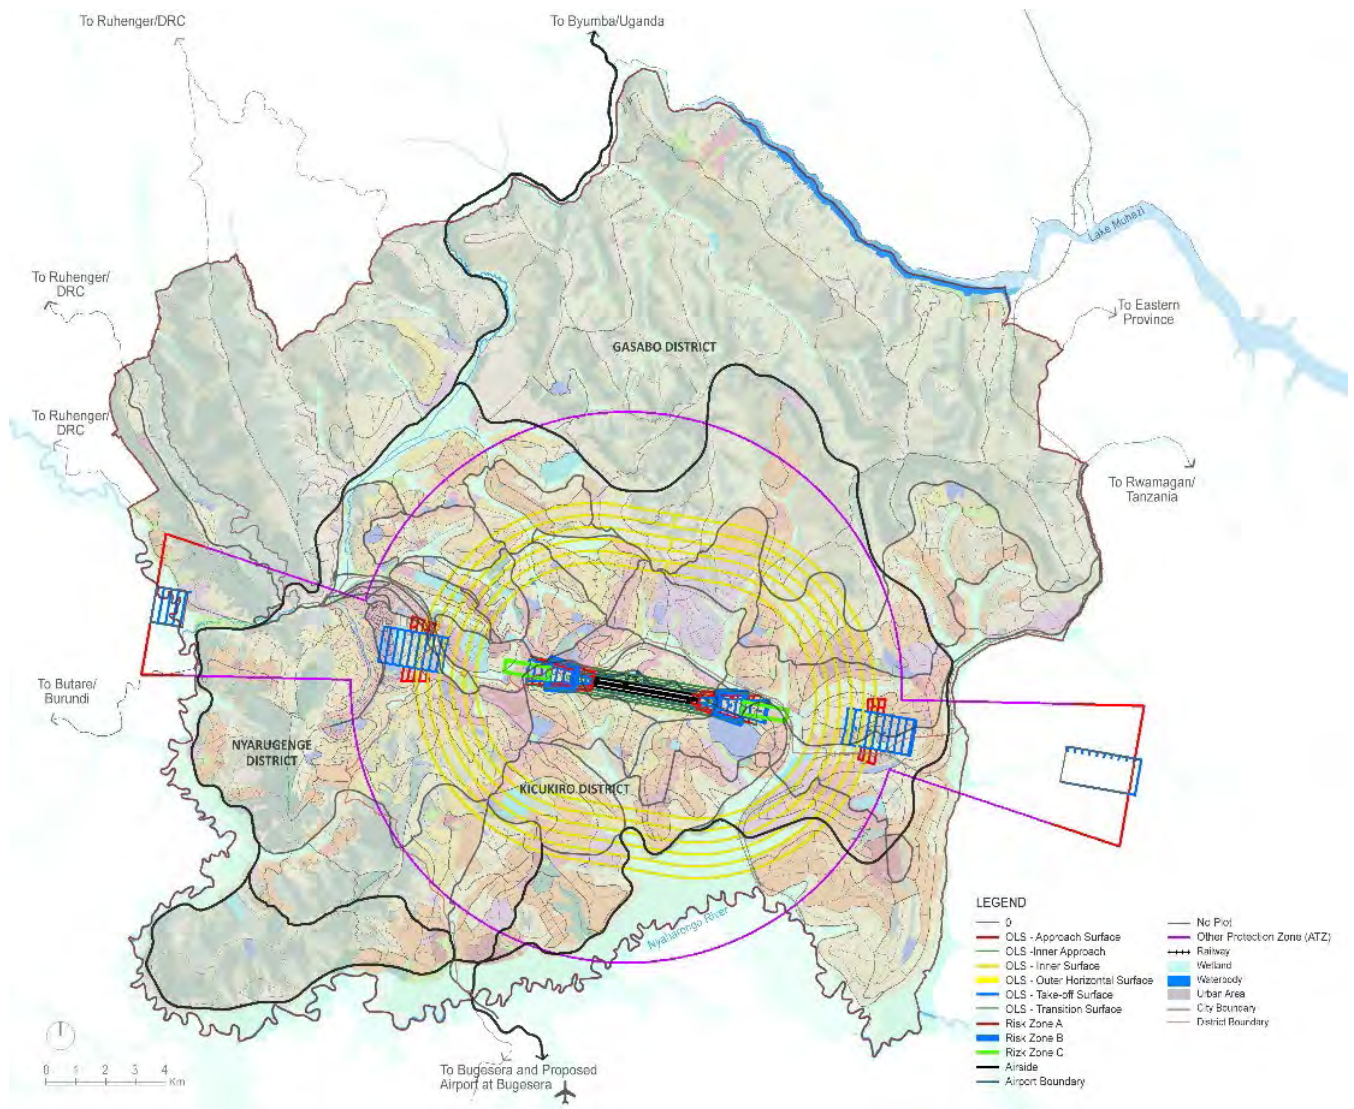 To Ruhenger/DRC
To Byumba/Uganda
Lake Muhazi
To Ruhenger/
DRC
To Eastern
Province
GASABO DISTRICT
To Ruhenger/
DRC
To Rwamagan/
Tanzania
To Butare/
Burundi
NYARUGENGE
DISTRICT
KICUKIRO DISTRICT
Nyabarongo River
To Bugesera and Proposed
Airport at Bugesera
0 1 2 3 4
Km
LEGEND
0
OLS - Approach Surface
OLS -Inner Approach
OLS - Inner Surface
OLS - Outer Horizontal Surface
OLS - Take-off Surface
OLS - Transition Surface
Risk Zone A
Risk Zone B
Rizk Zone C
Airside
Airport Boundary
No Plot
Other Protection Zone (ATZ)
Railway
Wetland
Waterbody
Urban Area
City Boundary
District Boundary